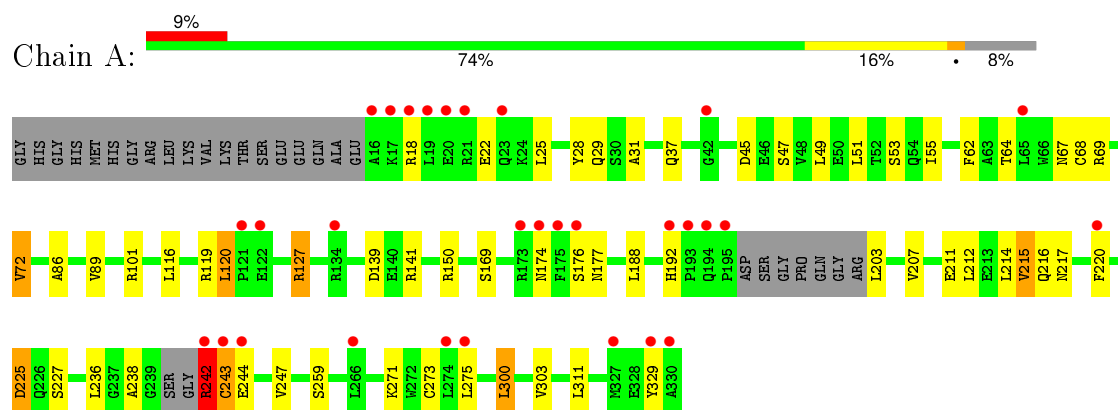 9%
Chain A:
74% 16% • 8%
GLY HIS GLY HIS MET HIS GLY ARG LEU LYS VAL LYS THR SER GLU GLU GLN ALA GLU A16 K17 R18 L19 E20 R21 E22 Q23 K24 L25 Y28 Q29 S30 A31 Q37 G42 D45 E46 S47 V48 L49 E50 L51 T52 S53 Q54 I55 F62 A63 T64 L65 W66 N67 C68 R69
V72 A86 V89 R101 L116 R119 L120 P121 E122 R127 R134 D139 E140 R141 R150 S169 R173 N174 F175 S176 N177 L188 H192 P193 Q194 P195 ASP SER GLY PRO GLN GLY ARG L203 V207 E211 L212 E213 L214 V215 Q216 N217 F220
D225 Q226 S227 L236 G237 A238 G239 SER GLY R242 C243 E244 V247 S259 L266 K271 W272 C273 L274 L275 L300 V303 L311 M327 E328 Y329 A330